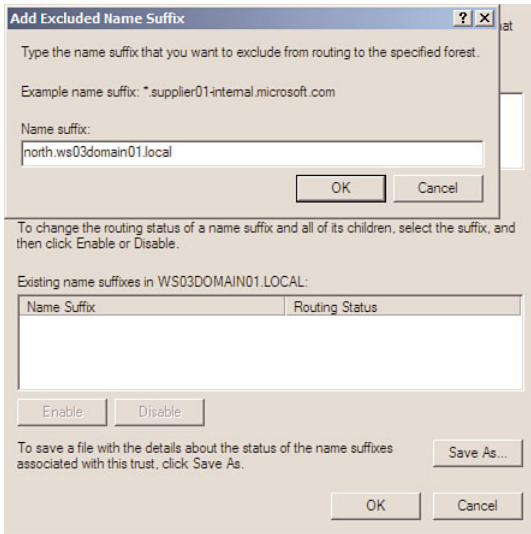 Add Excluded Name Suffix
at
Type the name suffix that you want to exclude from routing to the specified forest.
Example name suffix: *.supplier01-internal.microsoft.com
Name suffix:
north.ws03domain01.local
OK
Cancel
To change the routing status of a name suffix and all of its children, select the suffix, and
then click Enable or Disable.
Existing name suffixes in WS03DOMAIN01.LOCAL:
Name Suffix
Routing Status
Enable
Disable
To save a file with the details about the status of the name suffixes
associated with this trust, click Save As.
Save As...
OK
Cancel